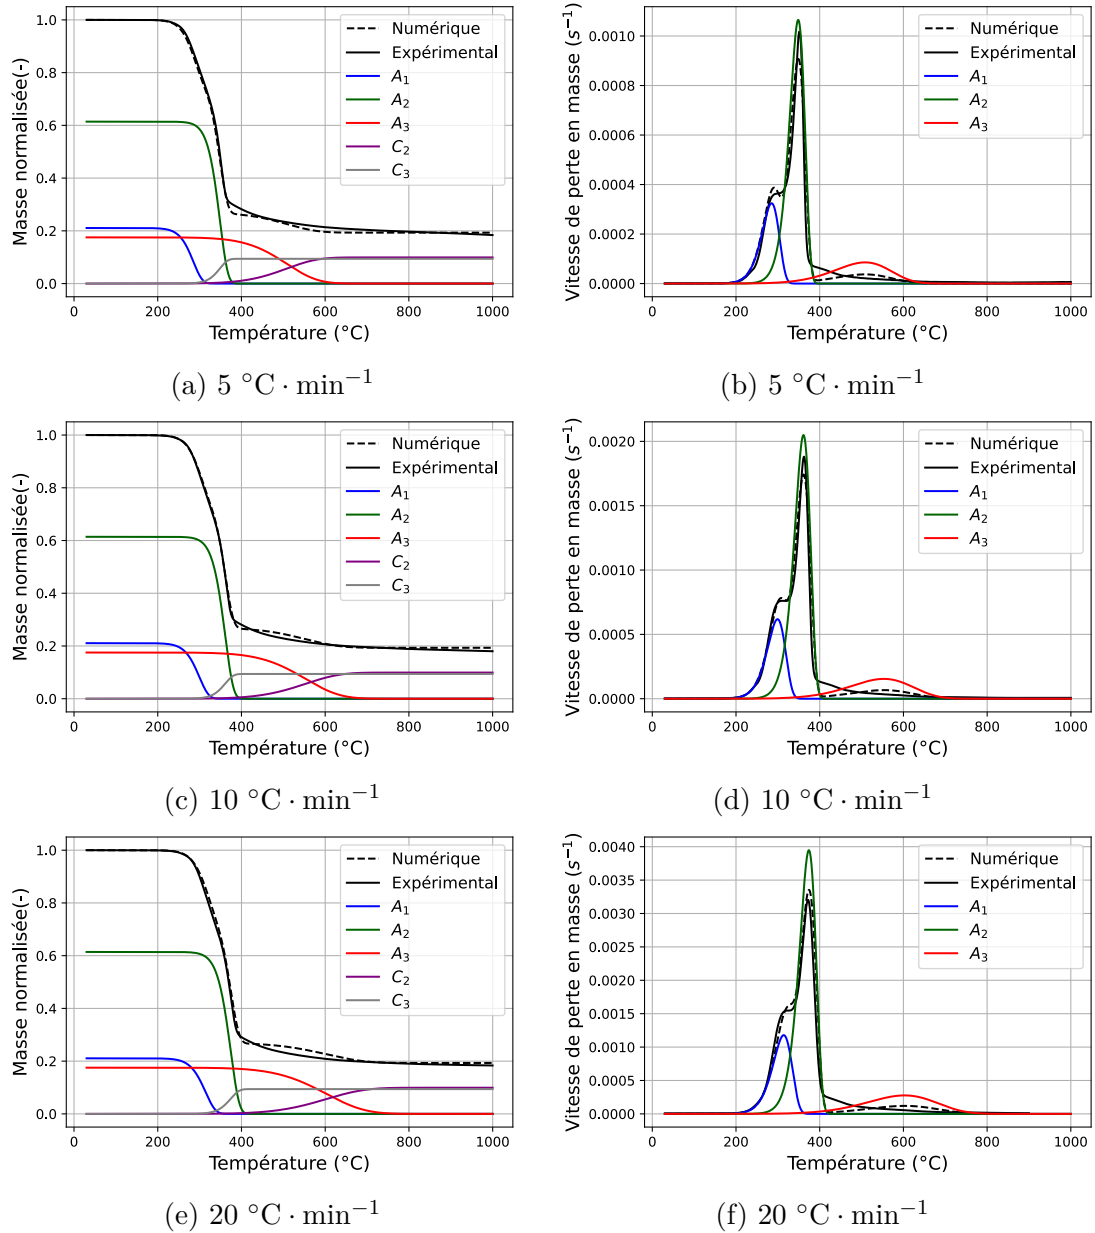 Masse normalisée(-)
1.0
0.8
0.6
0.4
0.2
0.0
0 200 400 600 800 1000
Température (°C)
Numérique
Expérimental
A₁
A₂
A₃
C₂
C₃
(a) 5 °C · min⁻¹
Vitesse de perte en masse (s⁻¹)
0.0010
0.0008
0.0006
0.0004
0.0002
0.0000
0 200 400 600 800 1000
Température (°C)
Numérique
Expérimental
A₁
A₂
A₃
(b) 5 °C · min⁻¹
Masse normalisée(-)
1.0
0.8
0.6
0.4
0.2
0.0
0 200 400 600 800 1000
Température (°C)
Numérique
Expérimental
A₁
A₂
A₃
C₂
C₃
(c) 10 °C · min⁻¹
Vitesse de perte en masse (s⁻¹)
0.0020
0.0015
0.0010
0.0005
0.0000
0 200 400 600 800 1000
Température (°C)
Numérique
Expérimental
A₁
A₂
A₃
(d) 10 °C · min⁻¹
Masse normalisée(-)
1.0
0.8
0.6
0.4
0.2
0.0
0 200 400 600 800 1000
Température (°C)
Numérique
Expérimental
A₁
A₂
A₃
C₂
C₃
(e) 20 °C · min⁻¹
Vitesse de perte en masse (s⁻¹)
0.0040
0.0035
0.0030
0.0025
0.0020
0.0015
0.0010
0.0005
0.0000
0 200 400 600 800 1000
Température (°C)
Numérique
Expérimental
A₁
A₂
A₃
(f) 20 °C · min⁻¹